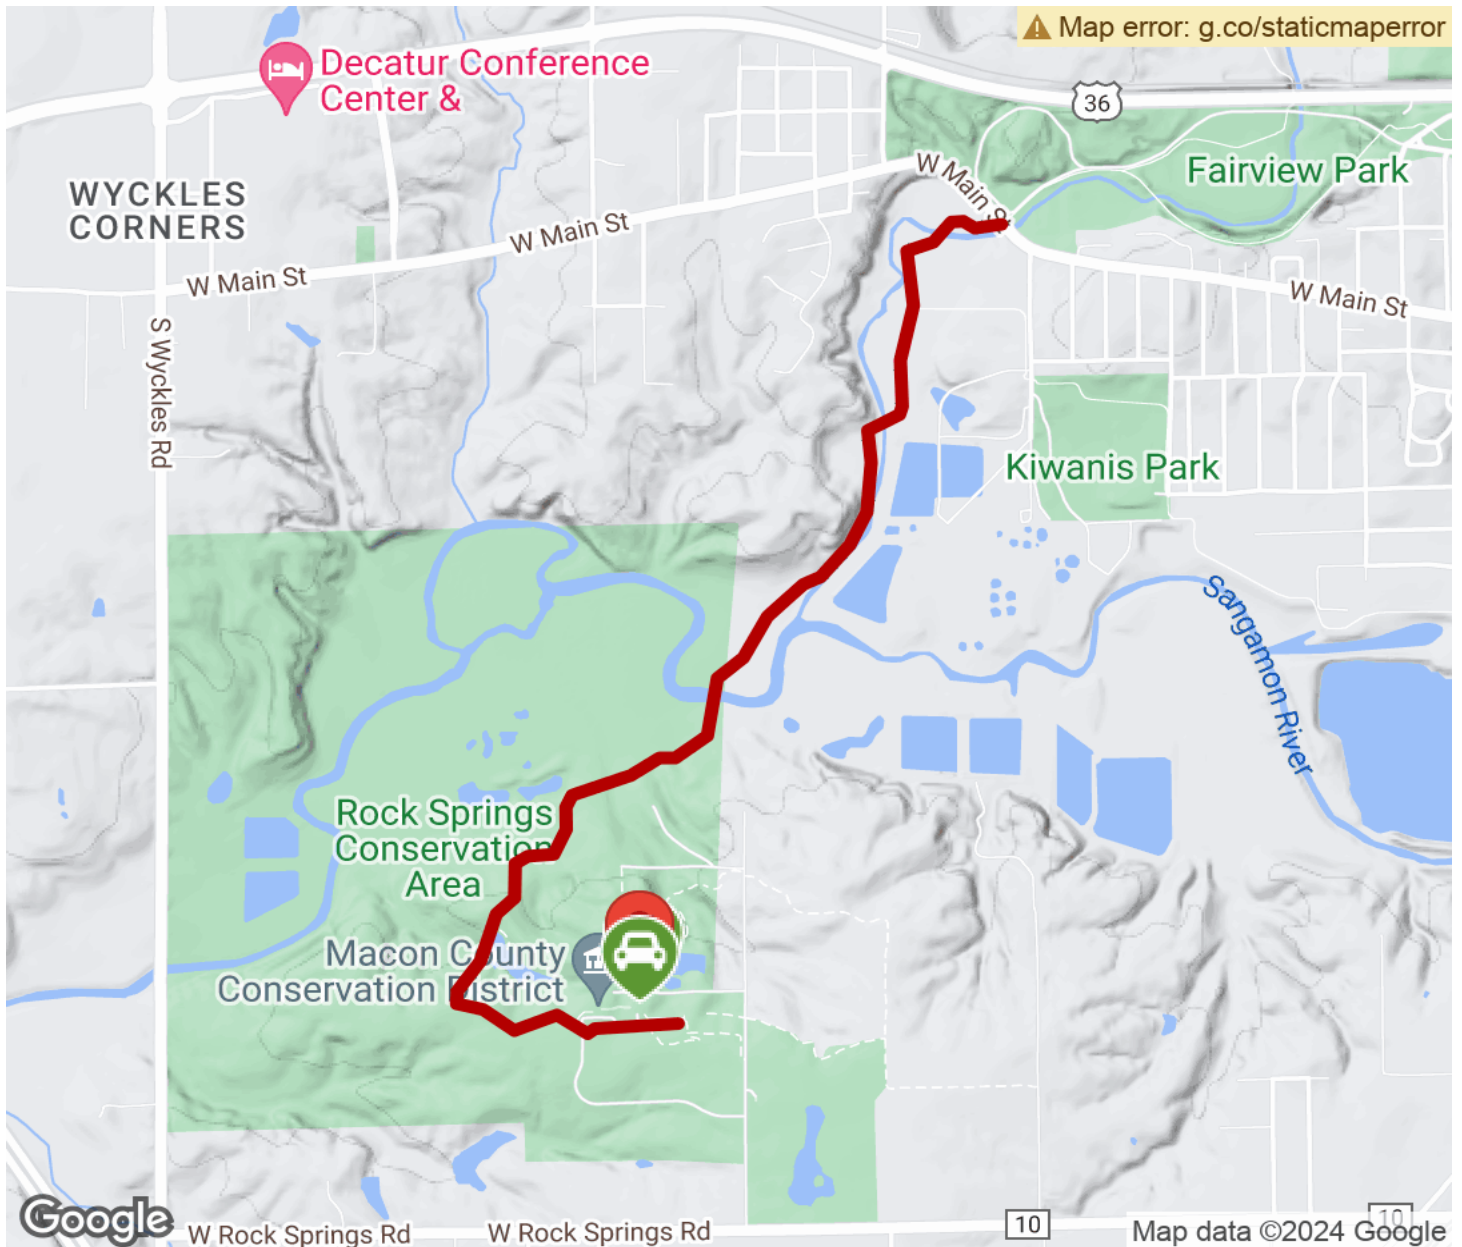 Map error: g.co/staticmaperror
Decatur Conference
Center &
36
W Main St
Fairview Park
WYCKLES
CORNERS
W Main St
W Main St
W Main St
S Wyckles Rd
Kiwanis Park
Sangamon River
Rock Springs
Conservation
Area
Macon County
Conservation District
Google
W Rock Springs Rd
W Rock Springs Rd
10
10
Map data ©2024 Google